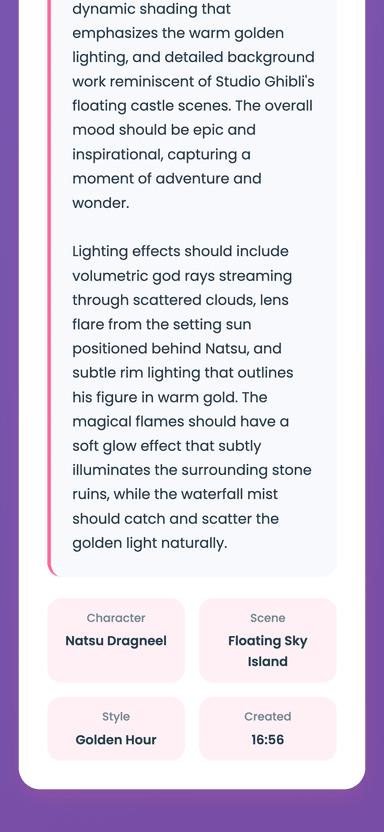 dynamic shading that
emphasizes the warm golden
lighting, and detailed background
work reminiscent of Studio Ghibli's
floating castle scenes. The overall
mood should be epic and
inspirational, capturing a
moment of adventure and
wonder.
Lighting effects should include
volumetric god rays streaming
through scattered clouds, lens
flare from the setting sun
positioned behind Natsu, and
subtle rim lighting that outlines
his figure in warm gold. The
magical flames should have a
soft glow effect that subtly
illuminates the surrounding stone
ruins, while the waterfall mist
should catch and scatter the
golden light naturally.
Character
Natsu Dragneel
Scene
Floating Sky
Island
Style
Golden Hour
Created
16:56